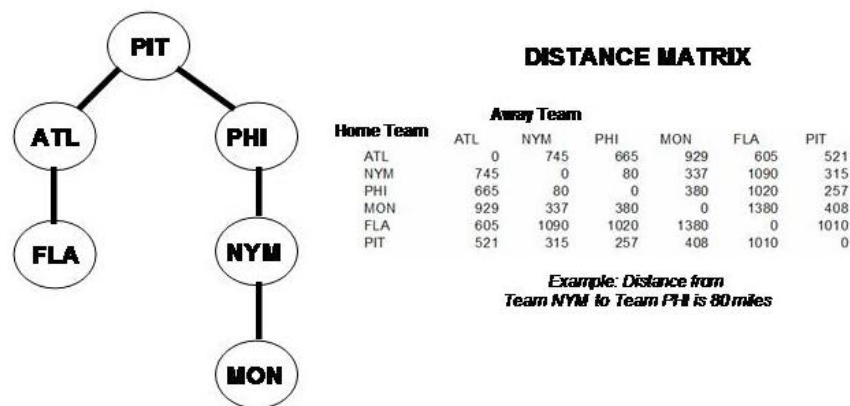 PIT
ATL
PHI
FLA
NYM
MON
DISTANCE MATRIX
Away Team
Home Team ATL NYM PHI MON FLA PIT
ATL 0 745 665 929 605 521
NYM 745 0 80 337 1090 315
PHI 665 80 0 380 1020 257
MON 929 337 380 0 1380 408
FLA 605 1090 1020 1380 0 1010
PIT 521 315 257 408 1010 0
Example: Distance from
Team NYM to Team PHI is 80 miles